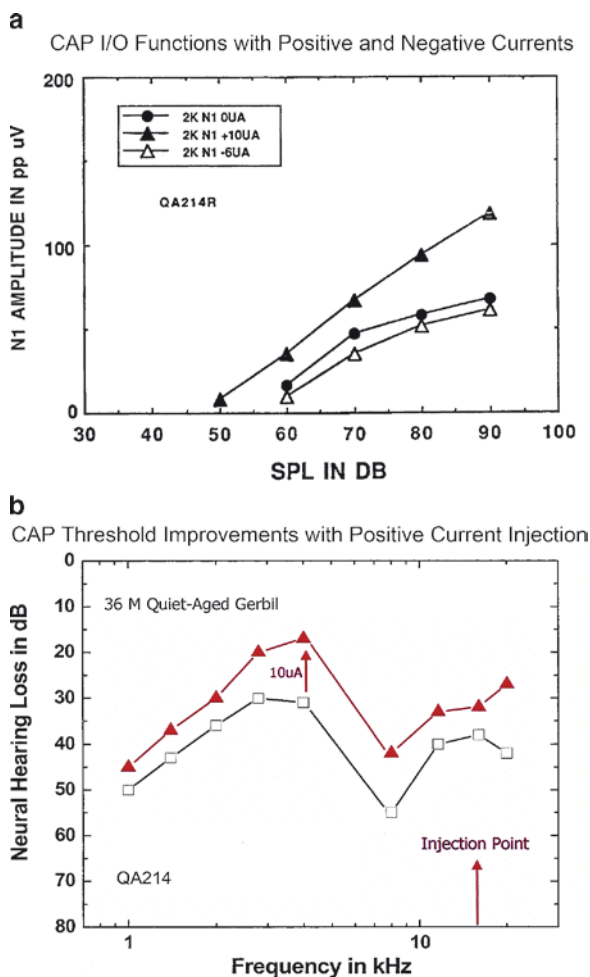 a
CAP I/O Functions with Positive and Negative Currents
200
100
0
N1 AMPLITUDE IN pp uV
2K N1 0UA
2K N1 +10UA
2K N1 -6UA
QA214R
30 40 50 60 70 80 90 100
SPL IN DB
b
CAP Threshold Improvements with Positive Current Injection
0
10
20
30
40
50
60
70
80
Neural Hearing Loss in dB
36 M Quiet-Aged Gerbil
10uA
Injection Point
QA214
1 10
Frequency in kHz